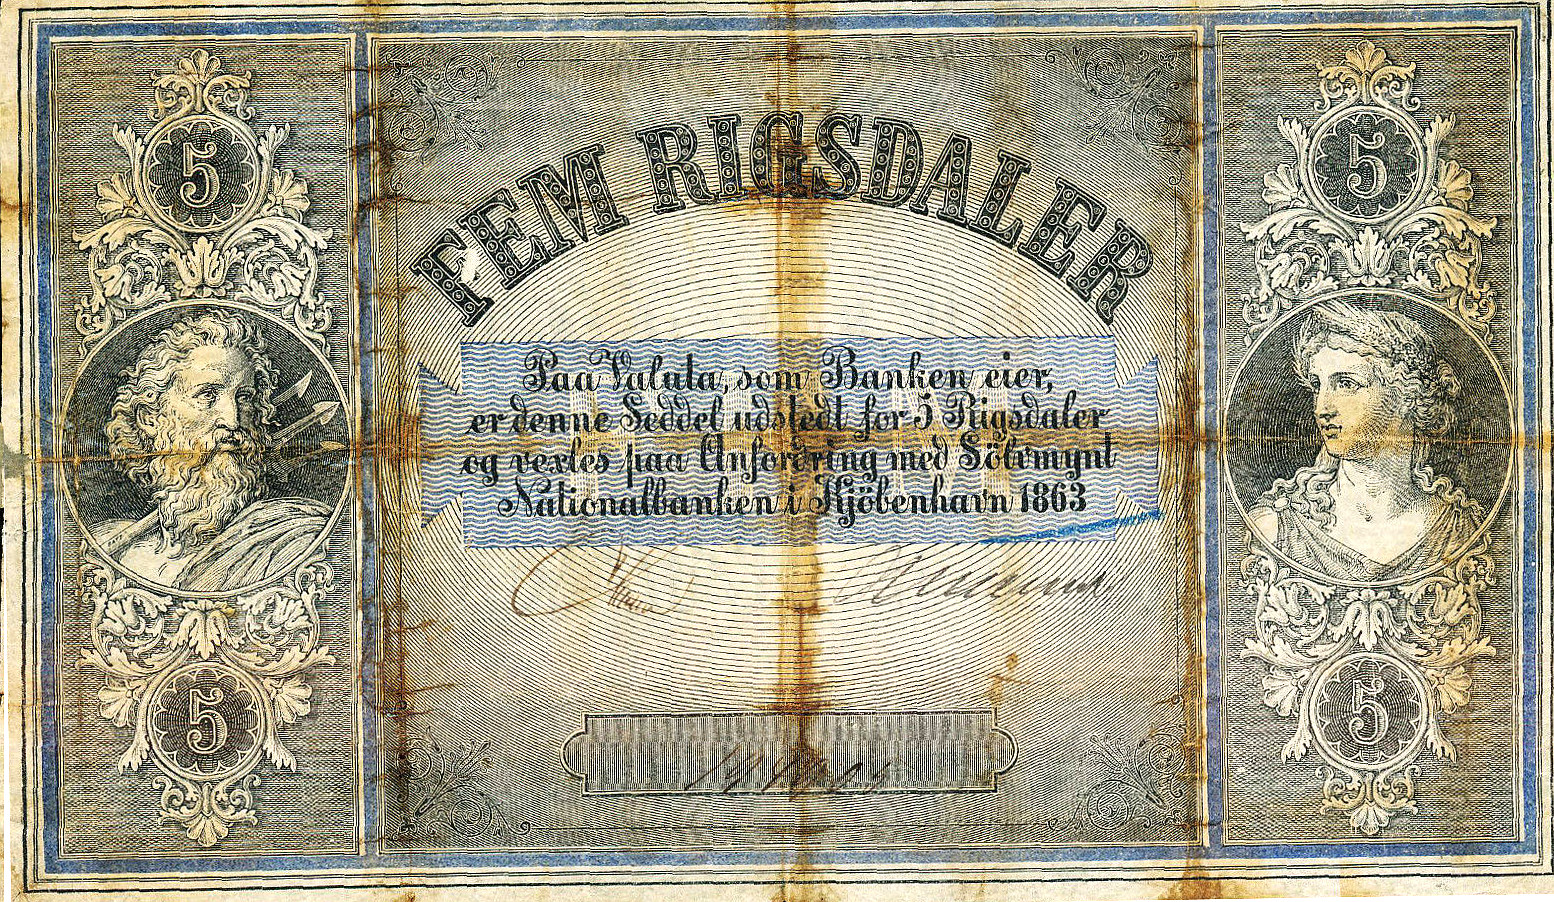 5
5
FEM RIGSDALER
Paa Valuta, som Banken eier,
er denne Seddel udstedt for 5 Rigsdaler
og vexles paa Anfordring med Sölvmynt
Nationalbanken i Kjöbenhavn 1863
5
5